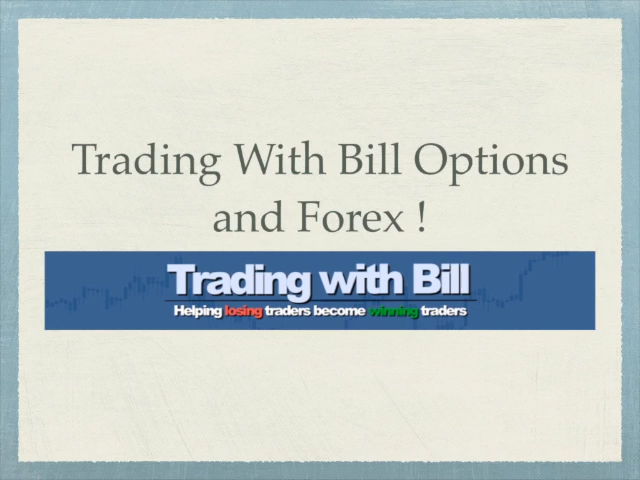 Trading With Bill Options
and Forex !
Trading with Bill
Helping losing traders become winning traders